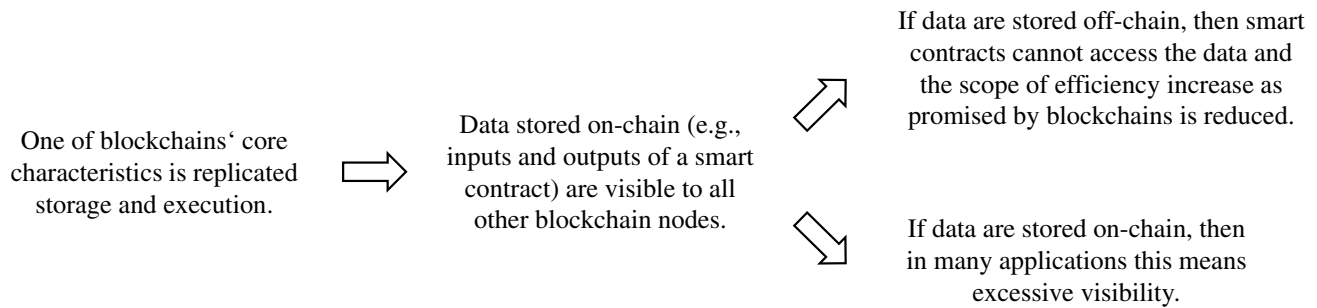 One of blockchains‘ core
characteristics is replicated
storage and execution.
Data stored on-chain (e.g.,
inputs and outputs of a smart
contract) are visible to all
other blockchain nodes.
If data are stored off-chain, then smart
contracts cannot access the data and
the scope of efficiency increase as
promised by blockchains is reduced.
If data are stored on-chain, then
in many applications this means
excessive visibility.